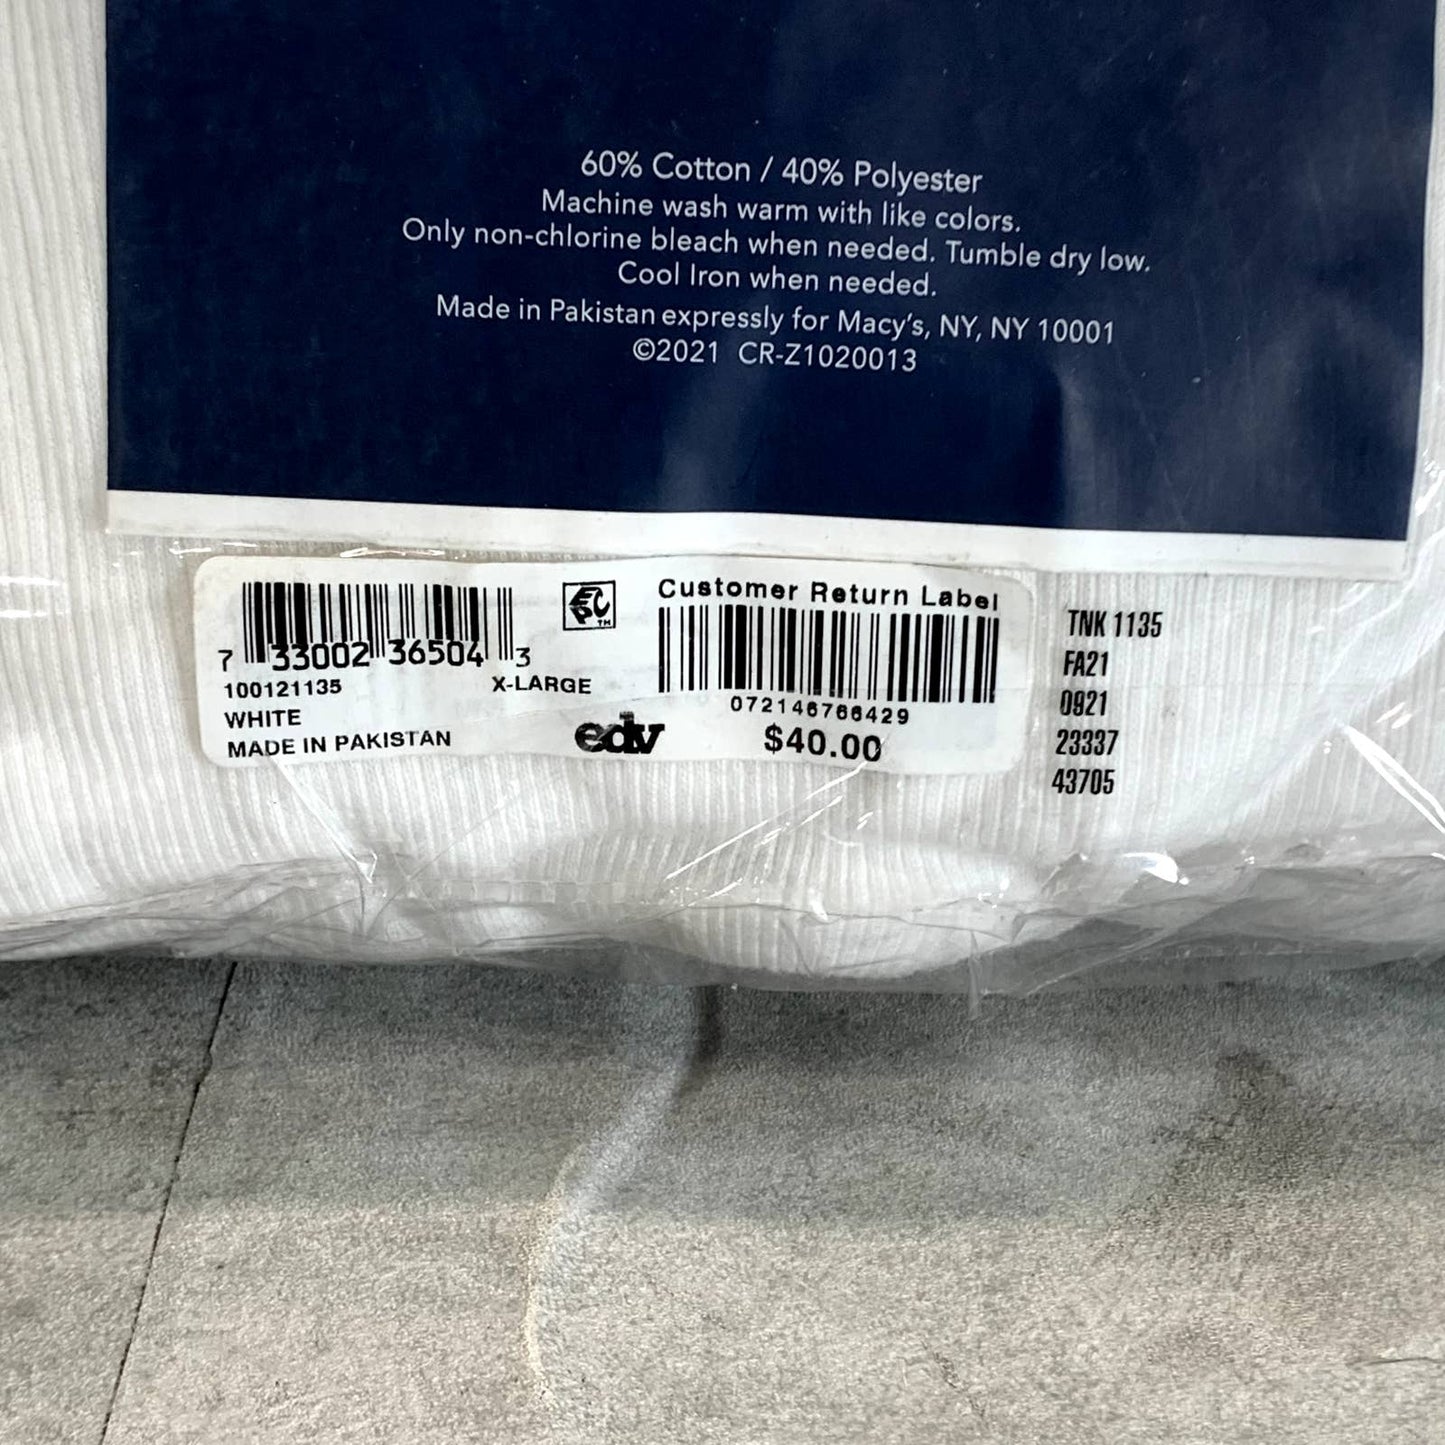 60% Cotton / 40% Polyester
Machine wash warm with like colors.
Only non-chlorine bleach when needed. Tumble dry low.
Cool Iron when needed.
Made in Pakistan expressly for Macy's, NY, NY 10001
©2021 CR-Z1020013
EPC TM
Customer Return Label
7 33002 36504 3
100121135 X-LARGE
WHITE
MADE IN PAKISTAN
edv
072146766429
$40.00
TNK 1135
FA21
0921
23337
43705